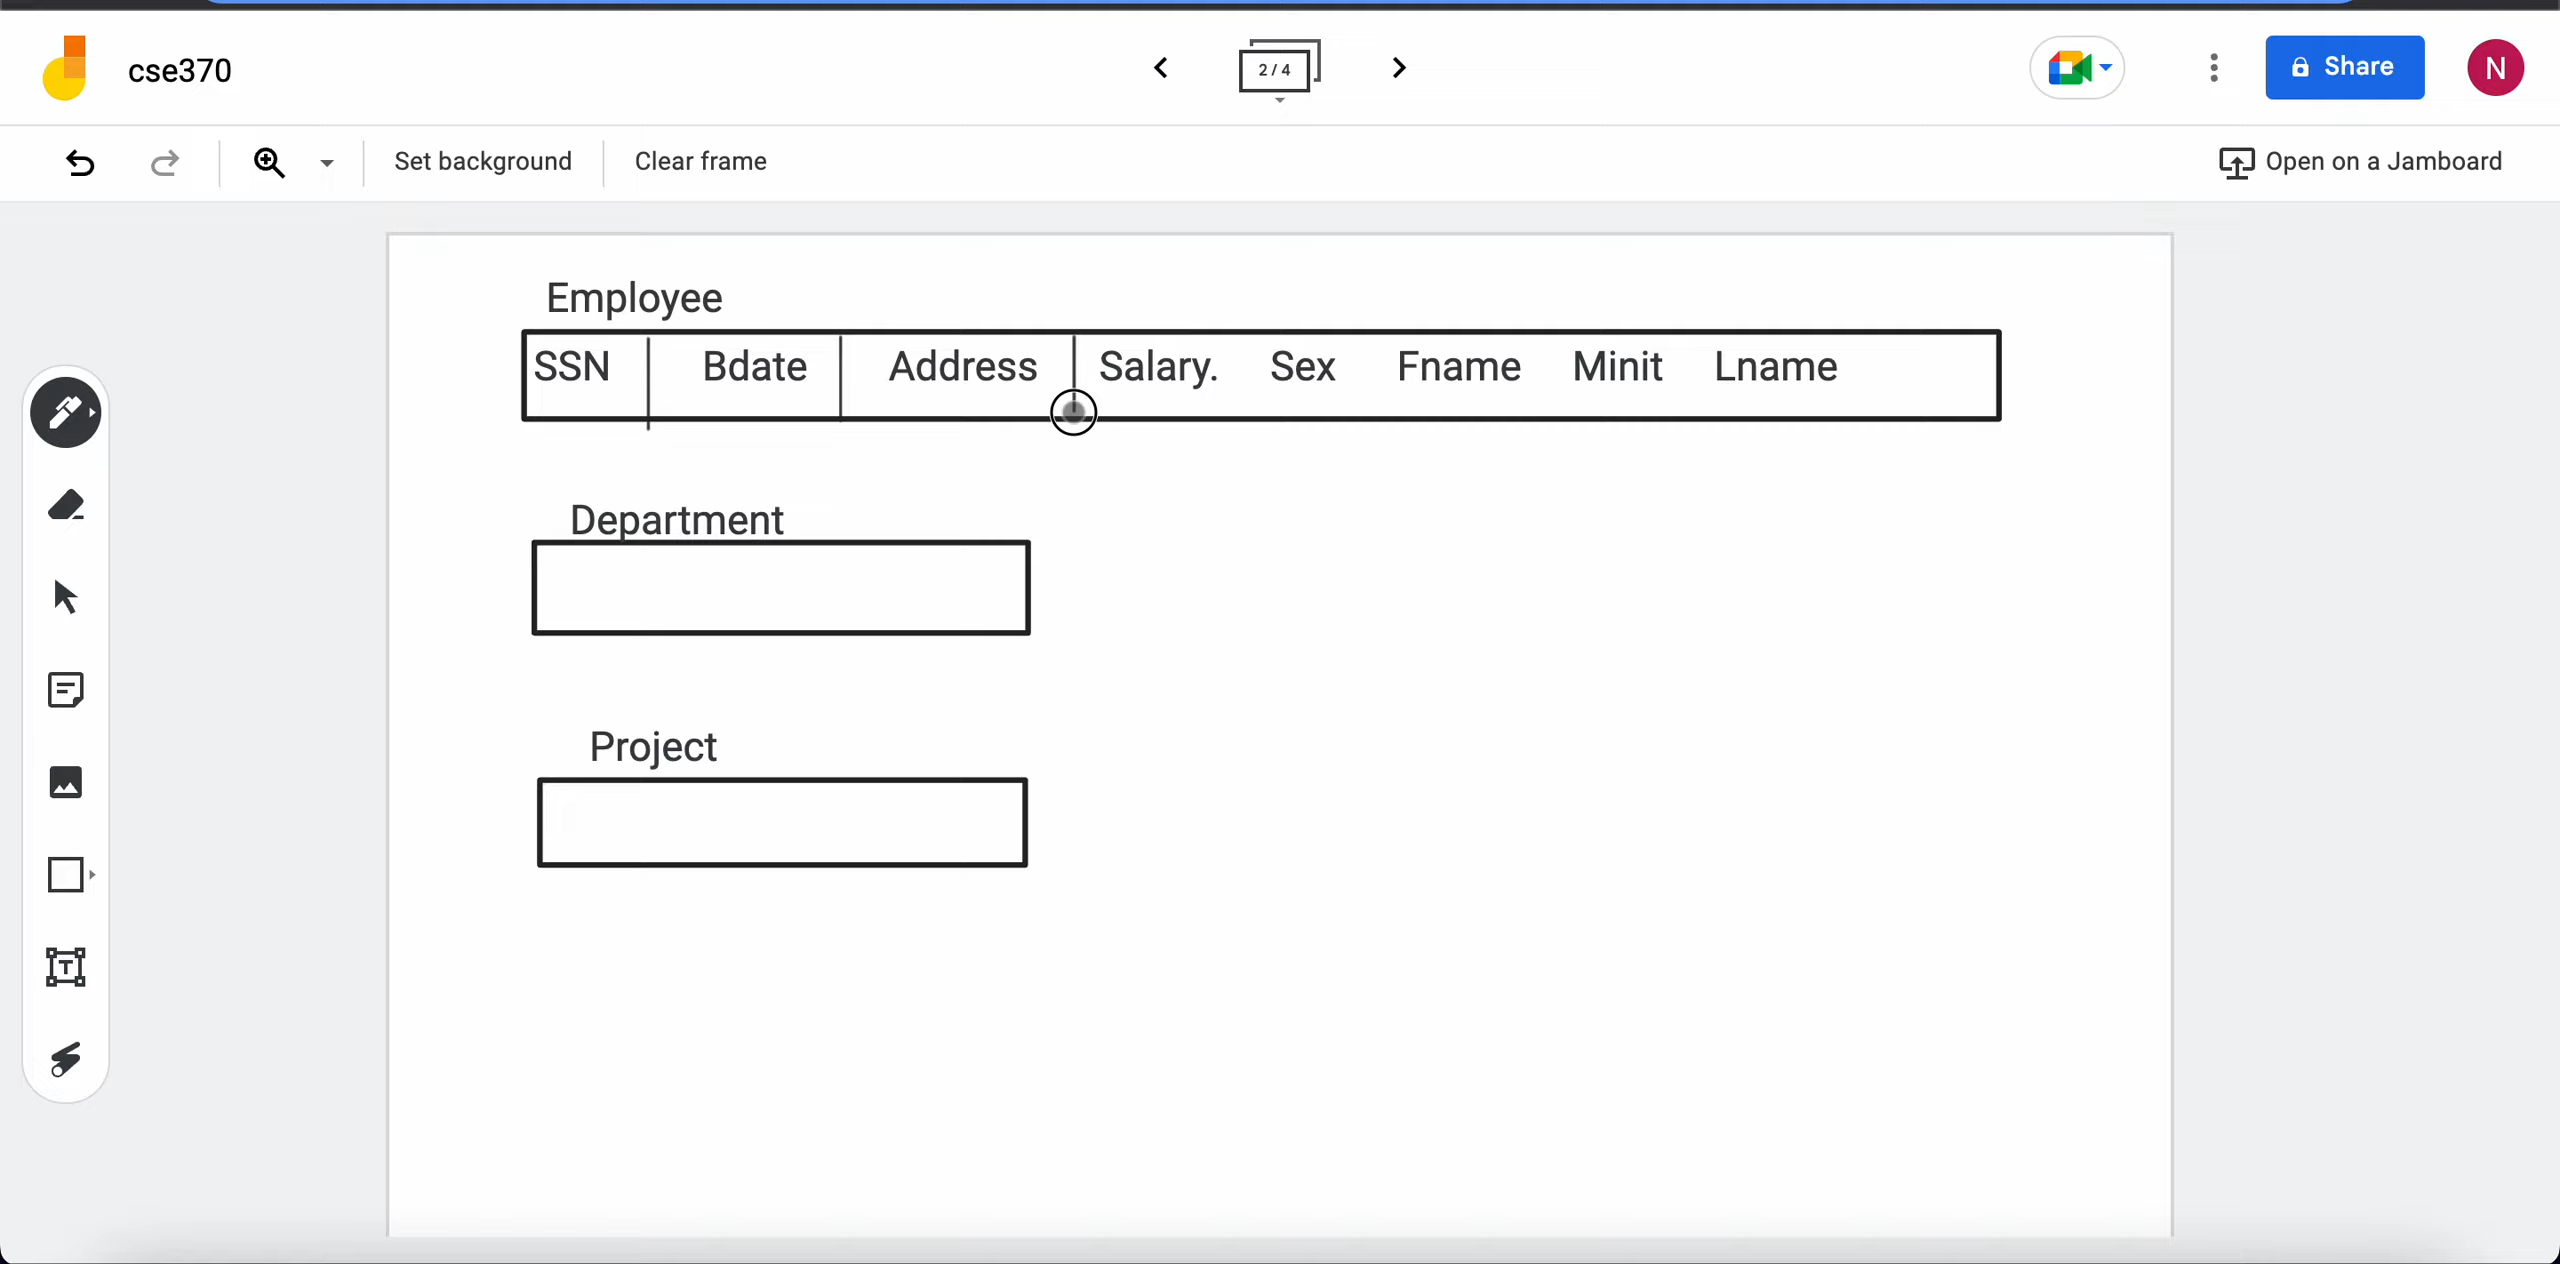 cse370
2 / 4
Share
N
Set background
Clear frame
Open on a Jamboard
Employee
SSN Bdate Address Salary. Sex Fname Minit Lname
Department
Project